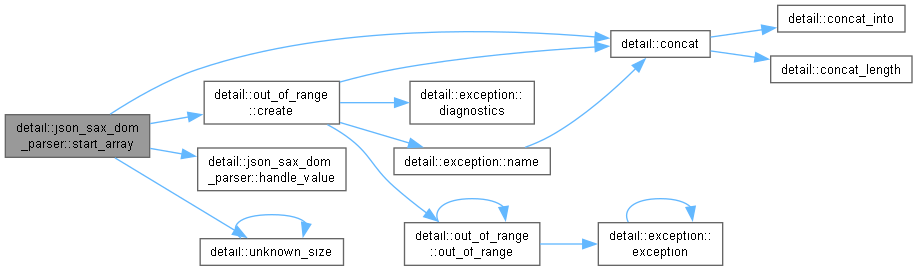 detail::json_sax_dom
_parser::start_array
detail::out_of_range
::create
detail::json_sax_dom
_parser::handle_value
detail::unknown_size
detail::concat
detail::exception::
diagnostics
detail::exception::name
detail::out_of_range
::out_of_range
detail::exception::
exception
detail::concat_into
detail::concat_length